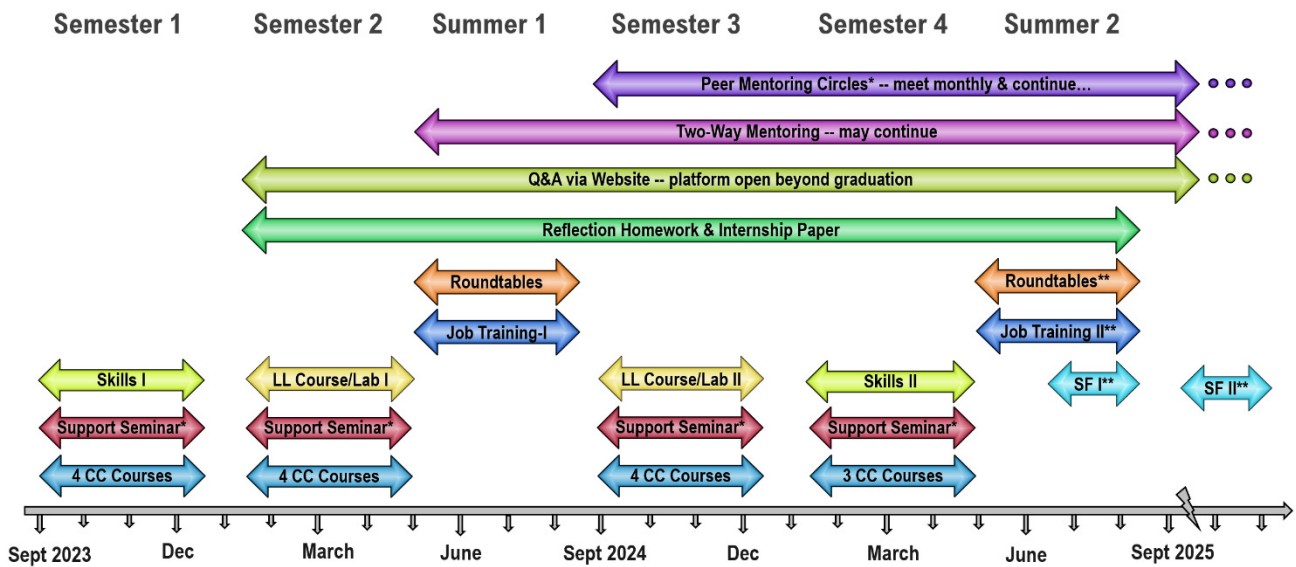 Semester 1 Semester 2 Summer 1 Semester 3 Semester 4 Summer 2
Peer Mentoring Circles* -- meet monthly & continue…
Two-Way Mentoring -- may continue
Q&A via Website -- platform open beyond graduation
Reflection Homework & Internship Paper
Roundtables Roundtables**
Job Training-I Job Training II**
Skills I LL Course/Lab I LL Course/Lab II Skills II SF I** SF II**
Support Seminar* Support Seminar* Support Seminar* Support Seminar*
4 CC Courses 4 CC Courses 4 CC Courses 3 CC Courses
Sept 2023 Dec March June Sept 2024 Dec March June Sept 2025